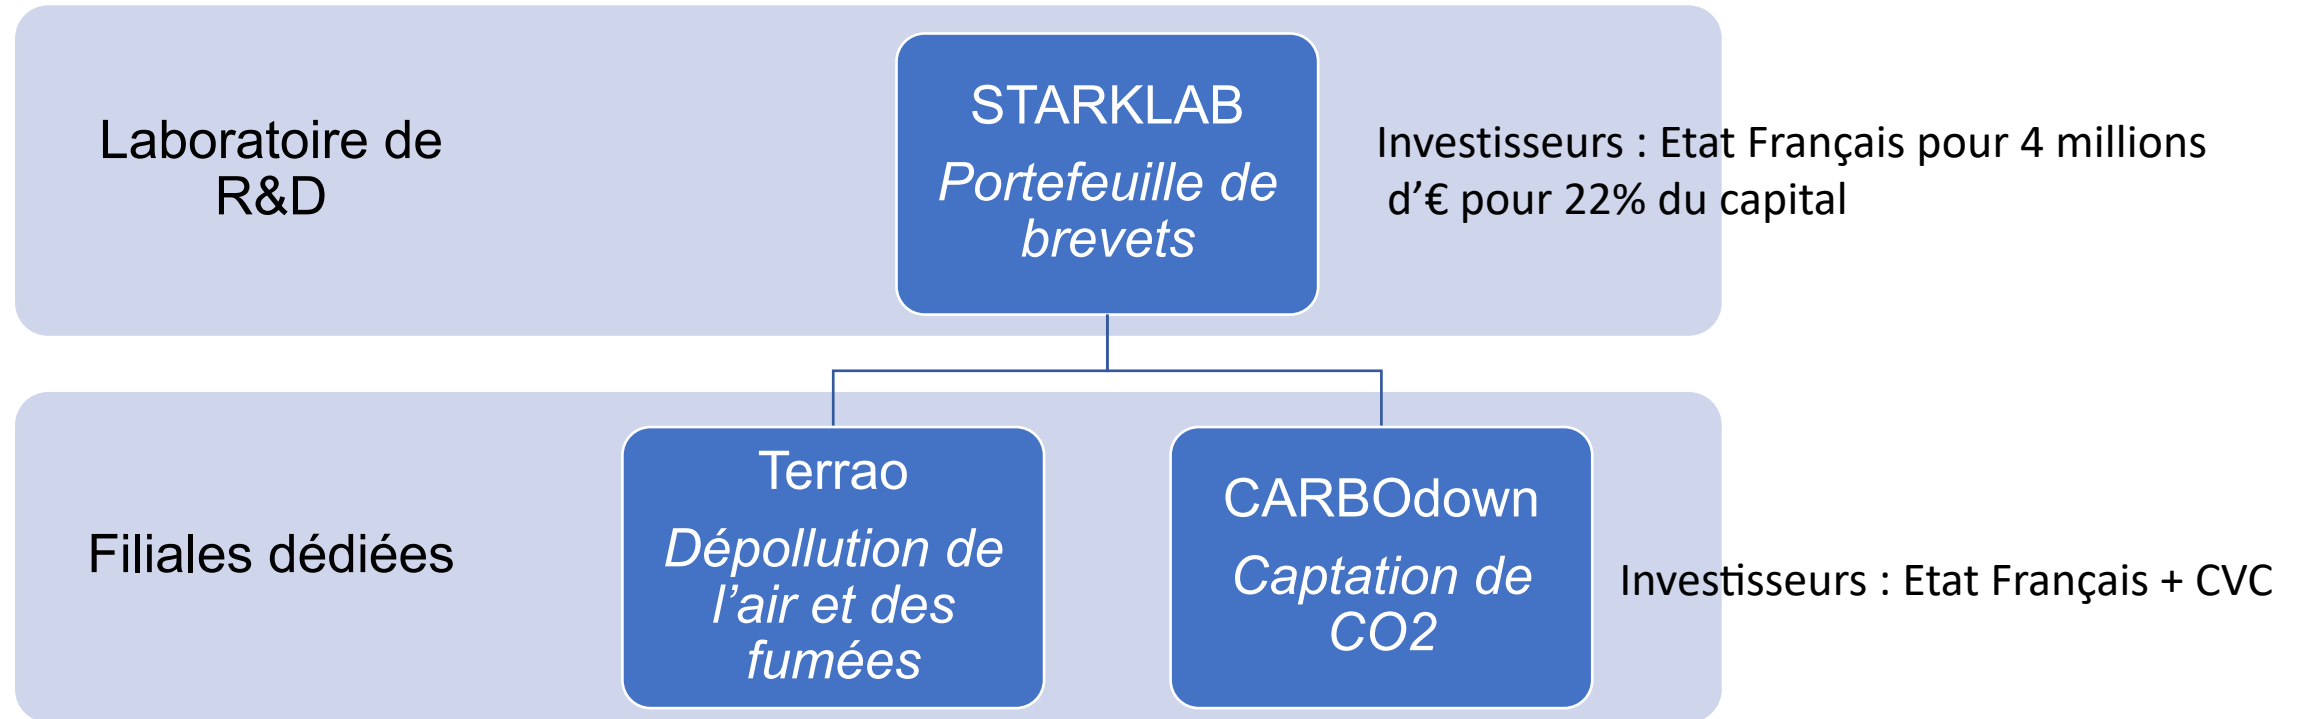 Laboratoire de
R&D
STARKLAB
Portefeuille de
brevets
Investisseurs : Etat Français pour 4 millions
d’€ pour 22% du capital
Filiales dédiées
Terrao
Dépollution de
l’air et des
fumées
CARBOdown
Captation de
CO2
Investisseurs : Etat Français + CVC